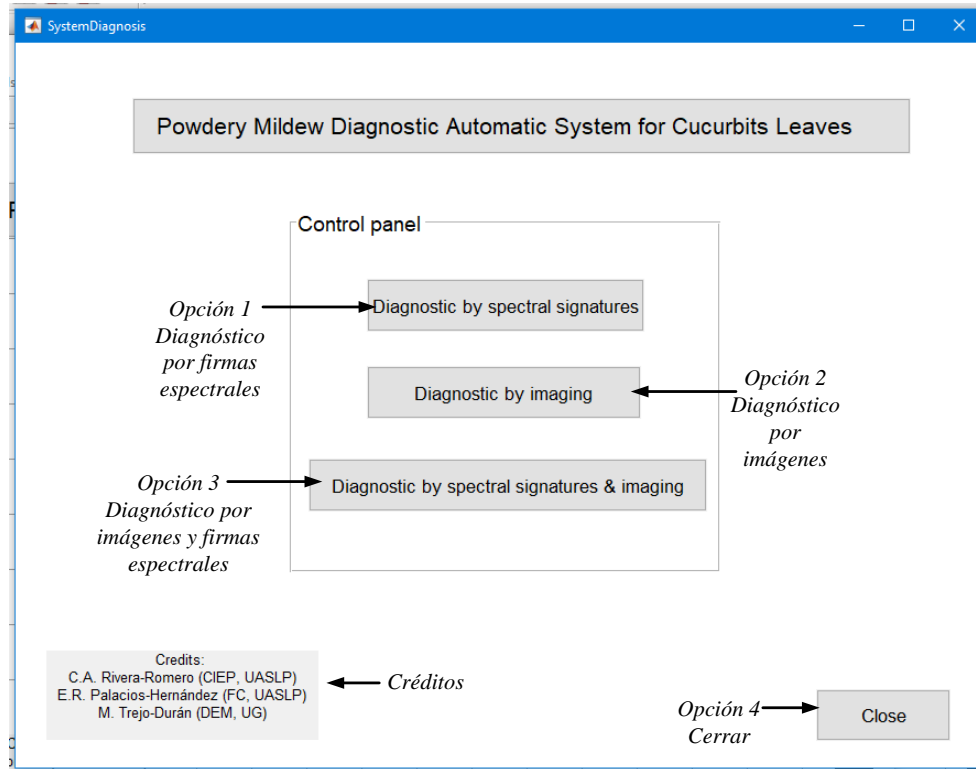 SystemDiagnosis
Powdery Mildew Diagnostic Automatic System for Cucurbits Leaves
Control panel
Opción 1
Diagnóstico
por firmas
espectrales
Diagnostic by spectral signatures
Diagnostic by imaging
Opción 2
Diagnóstico
por
imágenes
Opción 3
Diagnóstico por
imágenes y firmas
espectrales
Diagnostic by spectral signatures & imaging
Credits:
C.A. Rivera-Romero (CIEP, UASLP)
E.R. Palacios-Hernández (FC, UASLP)
M. Trejo-Durán (DEM, UG)
Créditos
Opción 4
Cerrar
Close